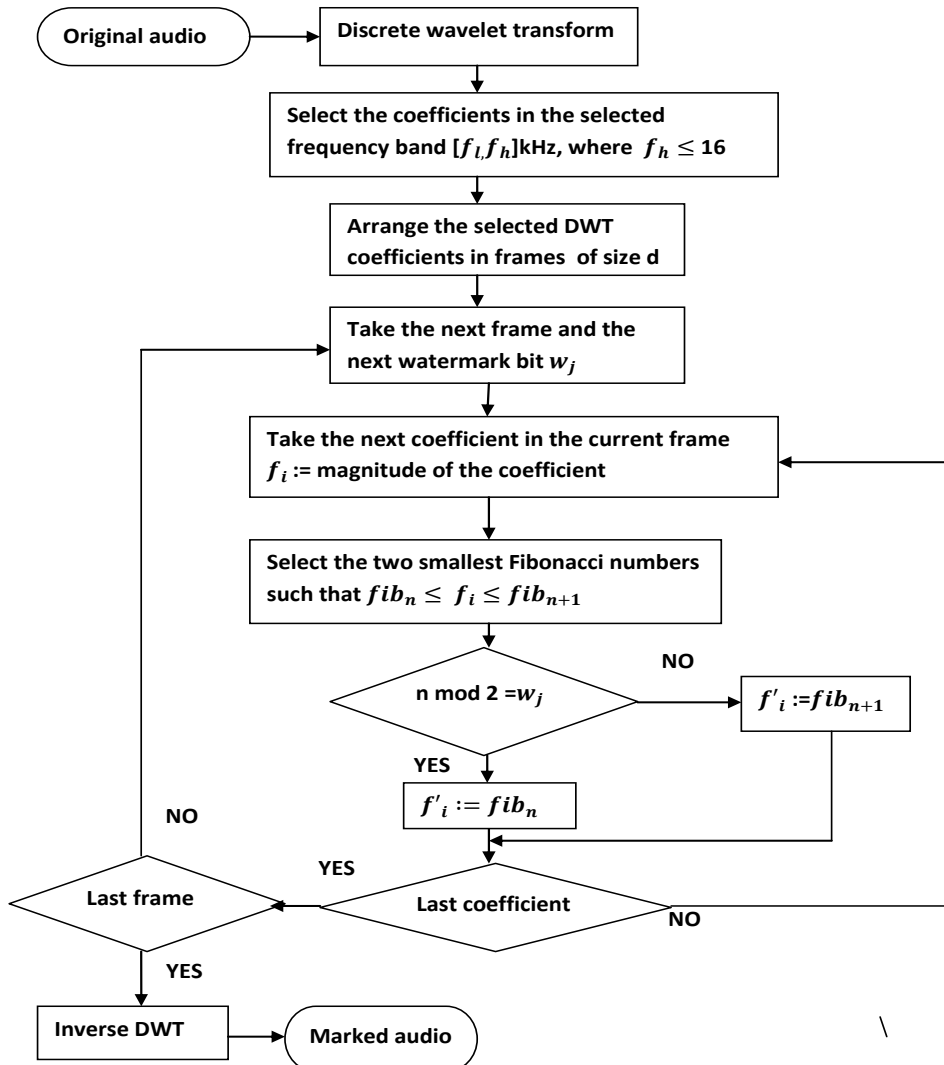 Original audio
Discrete wavelet transform
Select the coefficients in the selected
frequency band [f_l,f_h]kHz, where f_h ≤ 16
Arrange the selected DWT
coefficients in frames of size d
Take the next frame and the
next watermark bit w_j
Take the next coefficient in the current frame
f_i := magnitude of the coefficient
Select the two smallest Fibonacci numbers
such that fib_n ≤ f_i ≤ fib_{n+1}
n mod 2 =w_j
NO
f'_i :=fib_{n+1}
YES
f'_i := fib_n
Last coefficient
NO
YES
Last frame
NO
YES
Inverse DWT
Marked audio
\